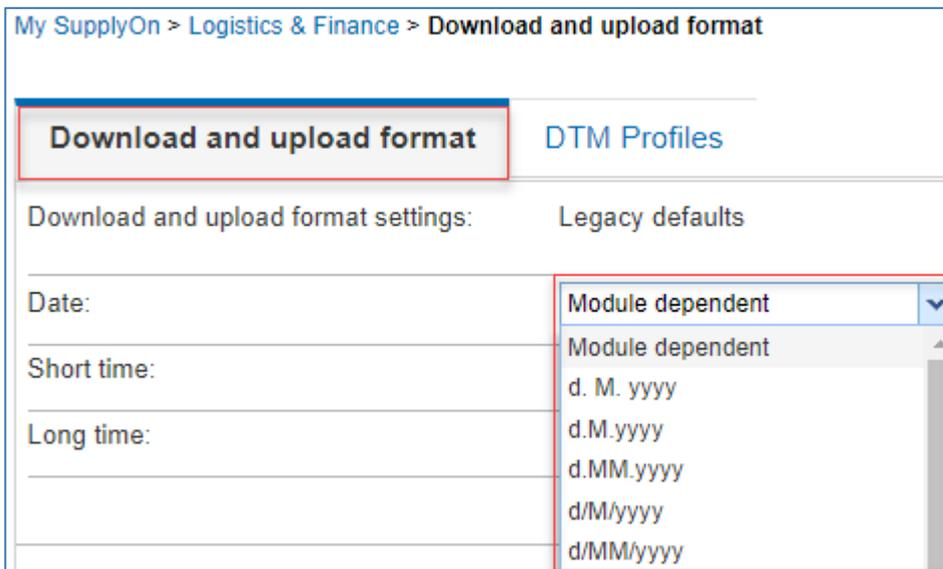 My SupplyOn > Logistics & Finance > Download and upload format
Download and upload format DTM Profiles
Download and upload format settings: Legacy defaults
Date: Module dependent
Module dependent
Short time:
d. M. yyyy
Long time:
d.M.yyyy
d.MM.yyyy
d/M/yyyy
d/MM/yyyy